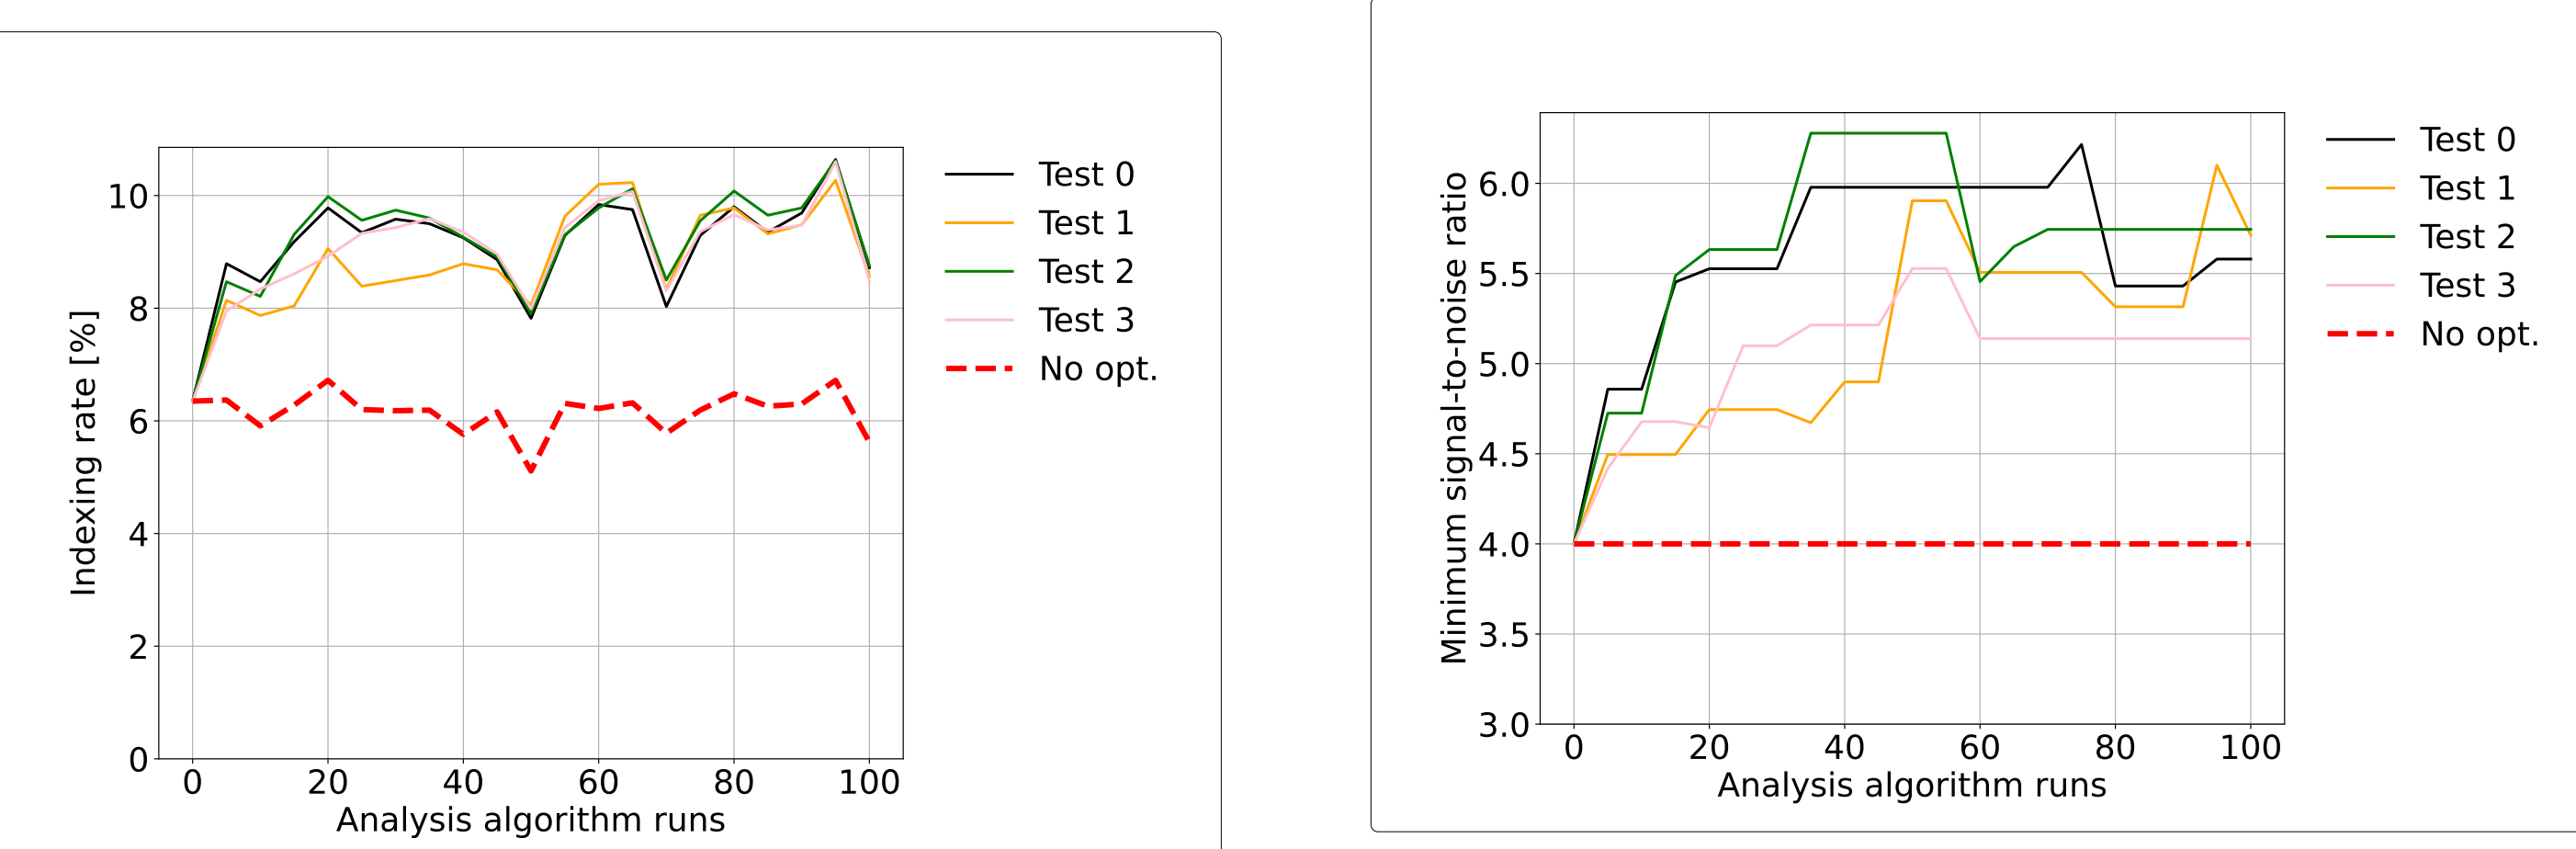 Indexing rate [%]
10
8
6
4
2
0
0 20 40 60 80 100
Analysis algorithm runs
Test 0
Test 1
Test 2
Test 3
No opt.
Minimum signal-to-noise ratio
6.0
5.5
5.0
4.5
4.0
3.5
3.0
0 20 40 60 80 100
Analysis algorithm runs
Test 0
Test 1
Test 2
Test 3
No opt.